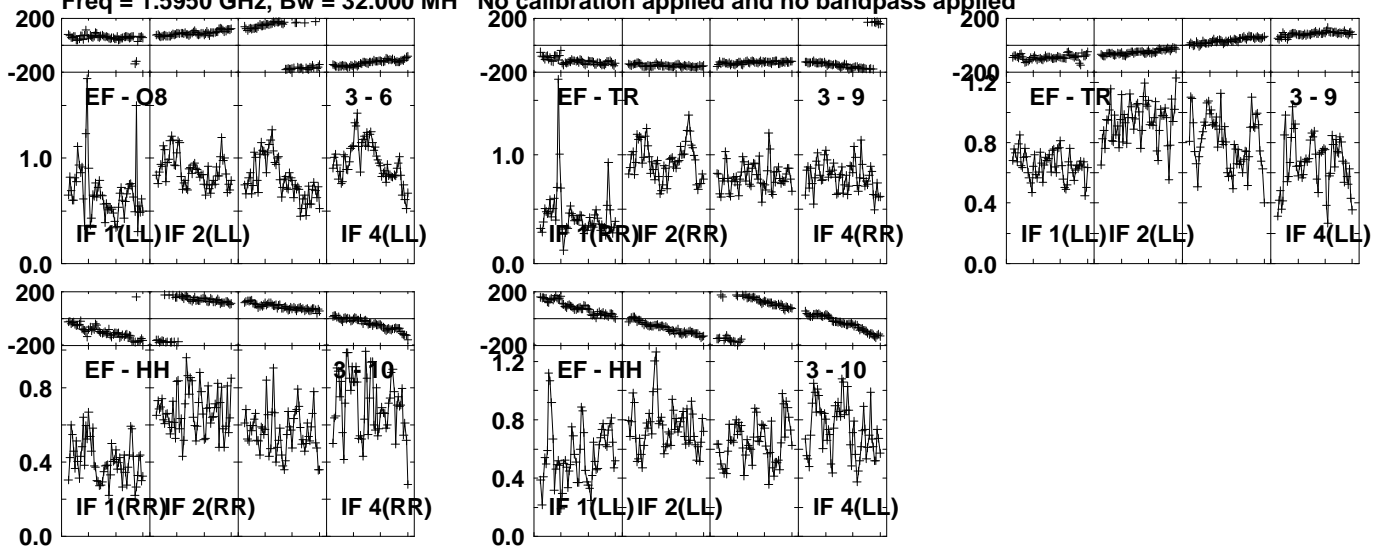 Freq = 1.5950 GHz, Bw = 32.000 MH No calibration applied and no bandpass applied
200
-200
EF - O8 3 - 6
1.0
0.0
IF 1(LL) IF 2(LL) IF 4(LL)
200
-200
EF - TR 3 - 9
1.0
0.0
IF 1(RR) IF 2(RR) IF 4(RR)
200
-200
1.2
EF - TR 3 - 9
0.8
0.4
0.0
IF 1(LL) IF 2(LL) IF 4(LL)
200
-200
EF - HH 3 - 10
0.8
0.4
0.0
IF 1(RR) IF 2(RR) IF 4(RR)
200
-200
1.2
EF - HH 3 - 10
0.8
0.4
0.0
IF 1(LL) IF 2(LL) IF 4(LL)